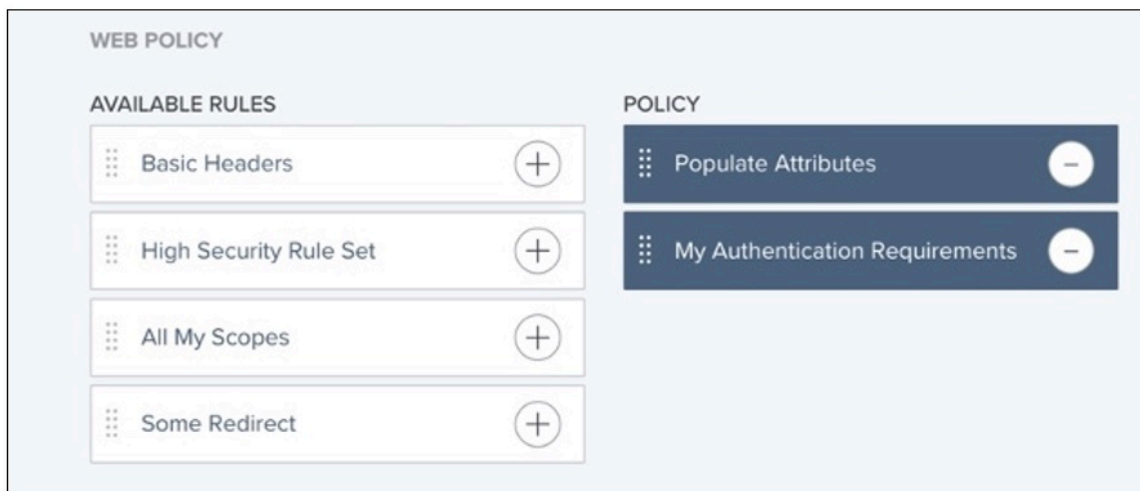 WEB POLICY
AVAILABLE RULES
Basic Headers
High Security Rule Set
All My Scopes
Some Redirect
POLICY
Populate Attributes
My Authentication Requirements